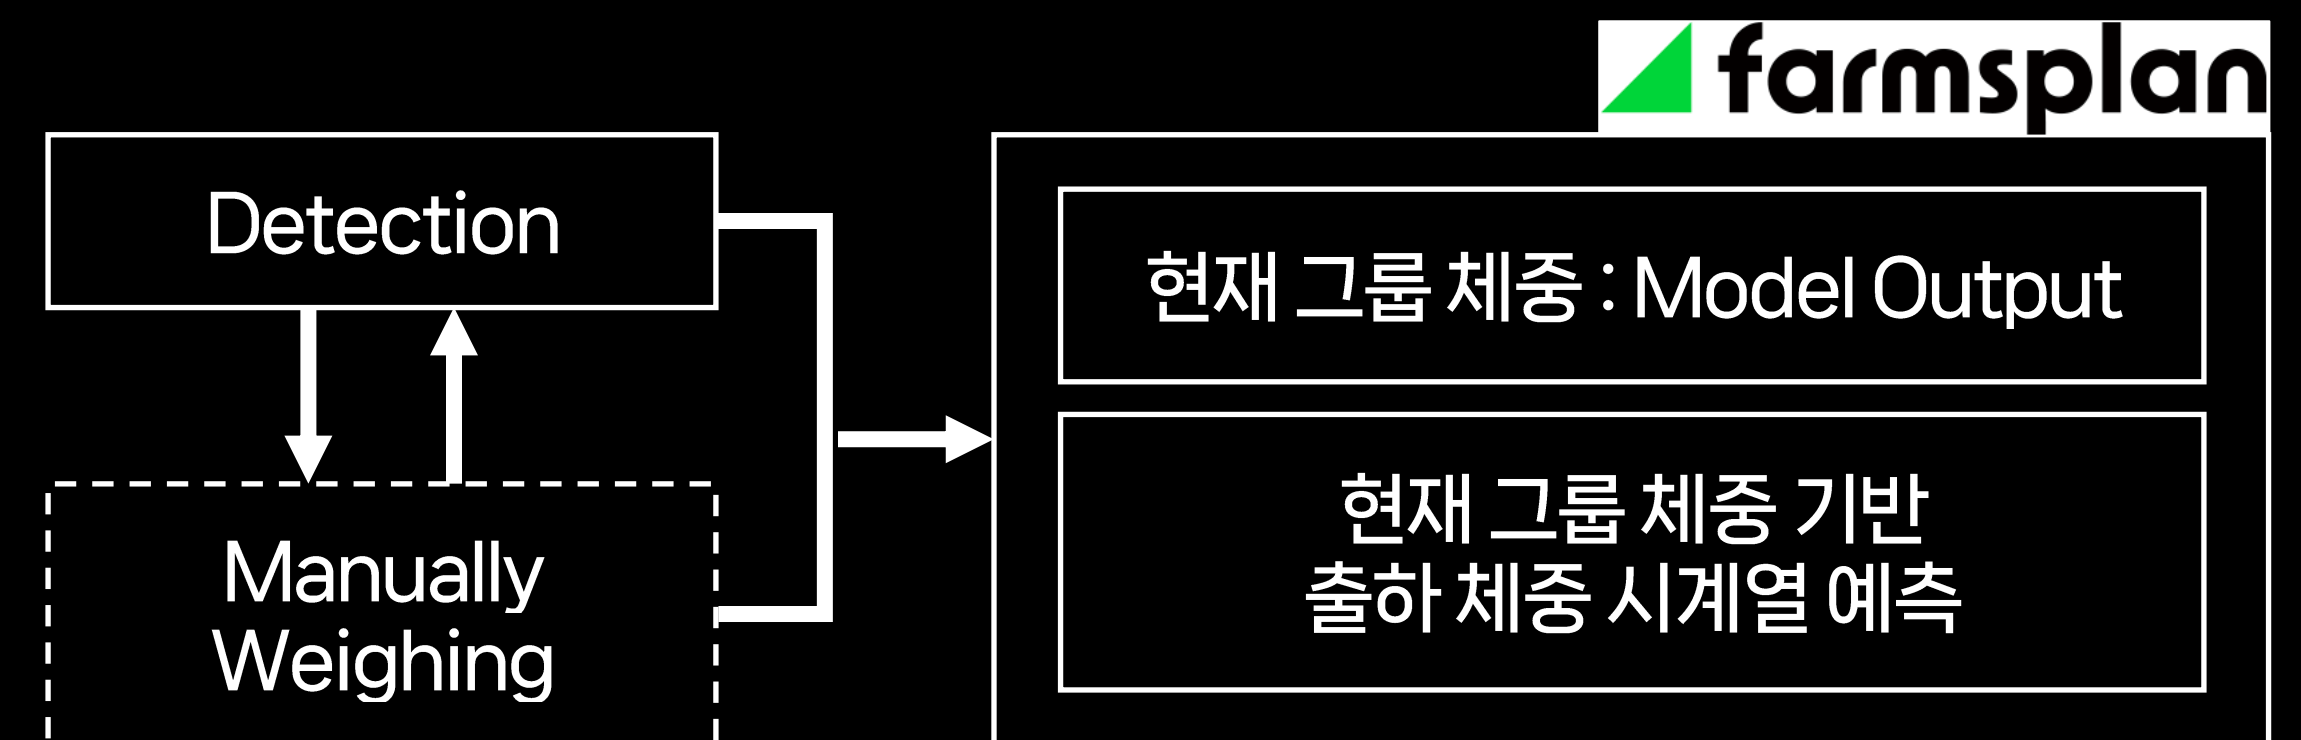 farmsplan
Detection
Manually
Weighing
현재 그룹 체중 : Model Output
현재 그룹 체중 기반
출하 체중 시계열 예측